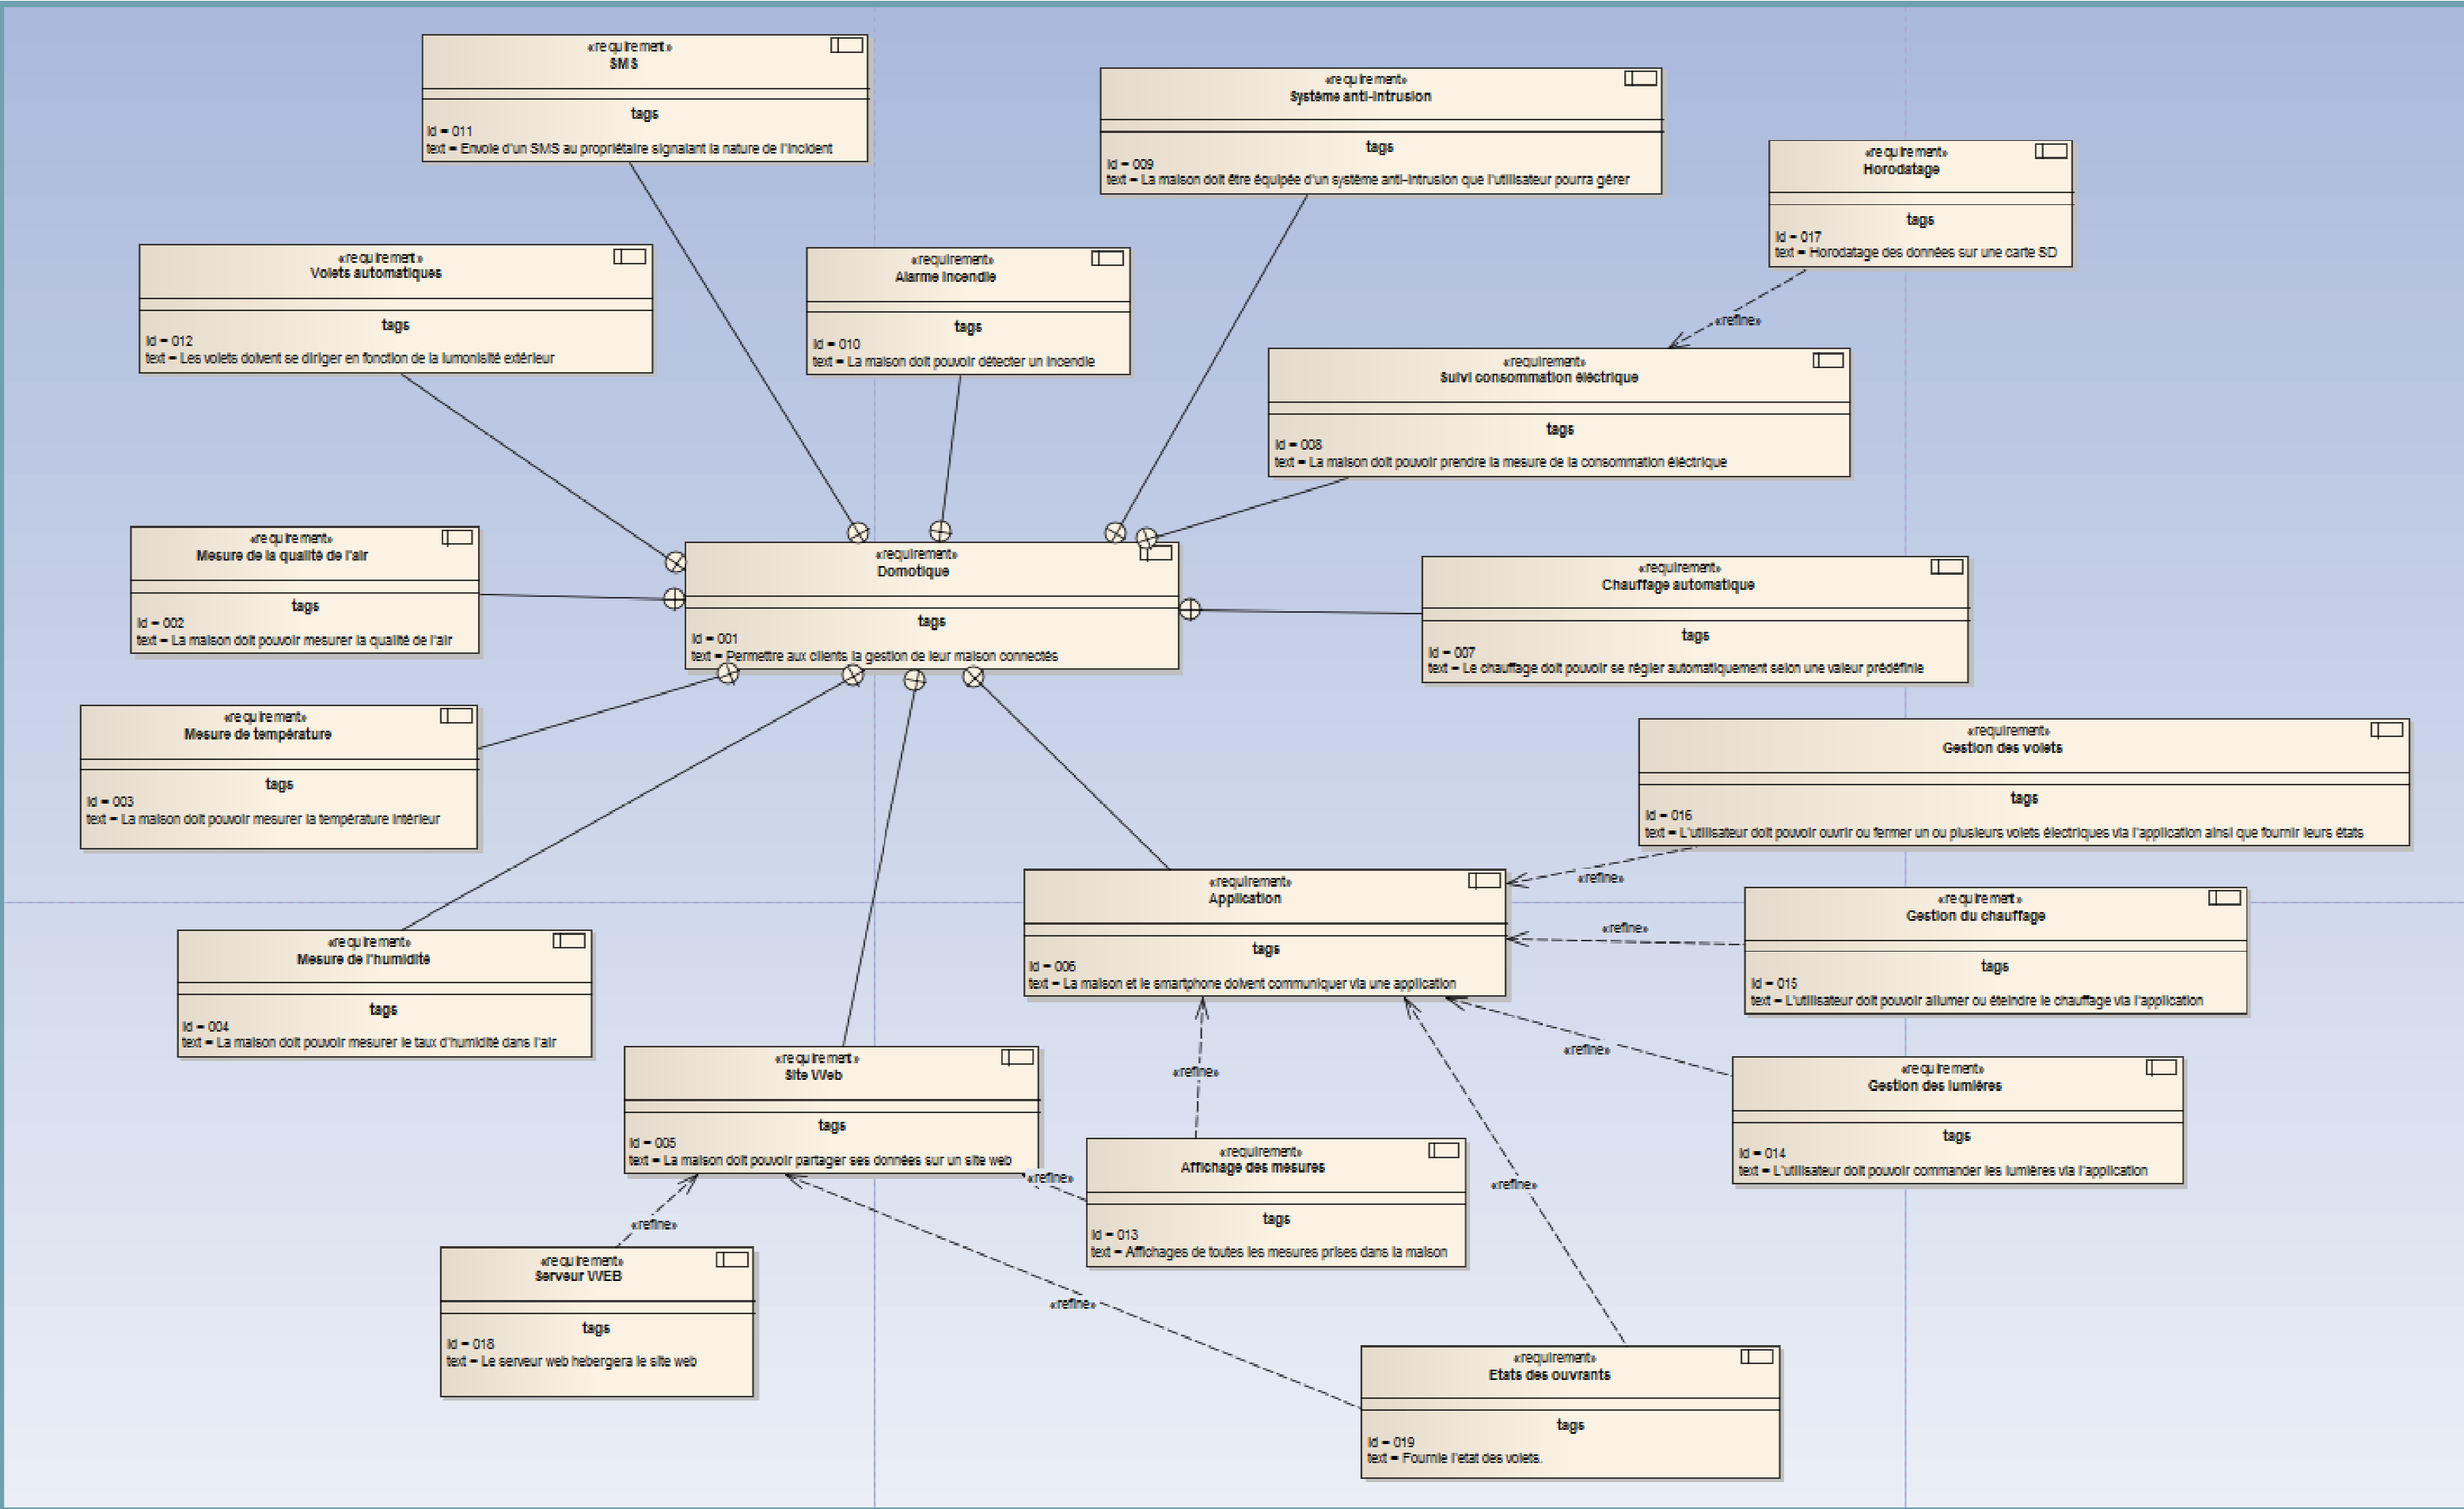 «requirement»
SMS
tags
Id = 011
text = Envoie d'un SMS au propriétaire signalant la nature de l'incident
«requirement»
Système anti-intrusion
tags
Id = 009
text = La maison doit être équipée d'un système anti-intrusion que l'utilisateur pourra gérer
«requirement»
Horodatage
tags
Id = 017
text = Horodatage des données sur une carte SD
«requirement»
Volets automatiques
tags
Id = 012
text = Les volets doivent se diriger en fonction de la lumonisité extérieur
«requirement»
Alarme incendie
tags
Id = 010
text = La maison doit pouvoir détecter un incendie
«refine»
«requirement»
Suivi consommation éléctrique
tags
Id = 008
text = La maison doit pouvoir prendre la mesure de la consommation éléctrique
«requirement»
Mesure de la qualité de l'air
tags
Id = 002
text = La maison doit pouvoir mesurer la qualité de l'air
«requirement»
Domotique
tags
Id = 001
text = Permettre aux clients la gestion de leur maison connectés
«requirement»
Chauffage automatique
tags
Id = 007
text = Le chauffage doit pouvoir se régler automatiquement selon une valeur prédéfinie
«requirement»
Mesure de température
tags
Id = 003
text = La maison doit pouvoir mesurer la température intérieur
«requirement»
Gestion des volets
tags
Id = 016
text = L'utilisateur doit pouvoir ouvrir ou fermer un ou plusieurs volets électriques via l'application ainsi que fournir leurs états
«refine»
«requirement»
Application
tags
Id = 006
text = La maison et le smartphone doivent communiquer via une application
«refine»
«requirement»
Gestion du chauffage
tags
Id = 015
text = L'utilisateur doit pouvoir allumer ou éteindre le chauffage via l'application
«requirement»
Mesure de l'humidité
tags
Id = 004
text = La maison doit pouvoir mesurer le taux d'humidité dans l'air
«requirement»
Site Web
tags
Id = 005
text = La maison doit pouvoir partager ses données sur un site web
«refine»
«refine»
«requirement»
Gestion des lumières
tags
Id = 014
text = L'utilisateur doit pouvoir commander les lumières via l'application
«refine»
«requirement»
Affichage des mesures
tags
Id = 013
text = Affichages de toutes les mesures prises dans la maison
«refine»
«refine»
«requirement»
Serveur WEB
tags
Id = 018
text = Le serveur web hebergera le site web
«refine»
«requirement»
Etats des ouvrants
tags
Id = 019
text = Fournie l'etat des volets.